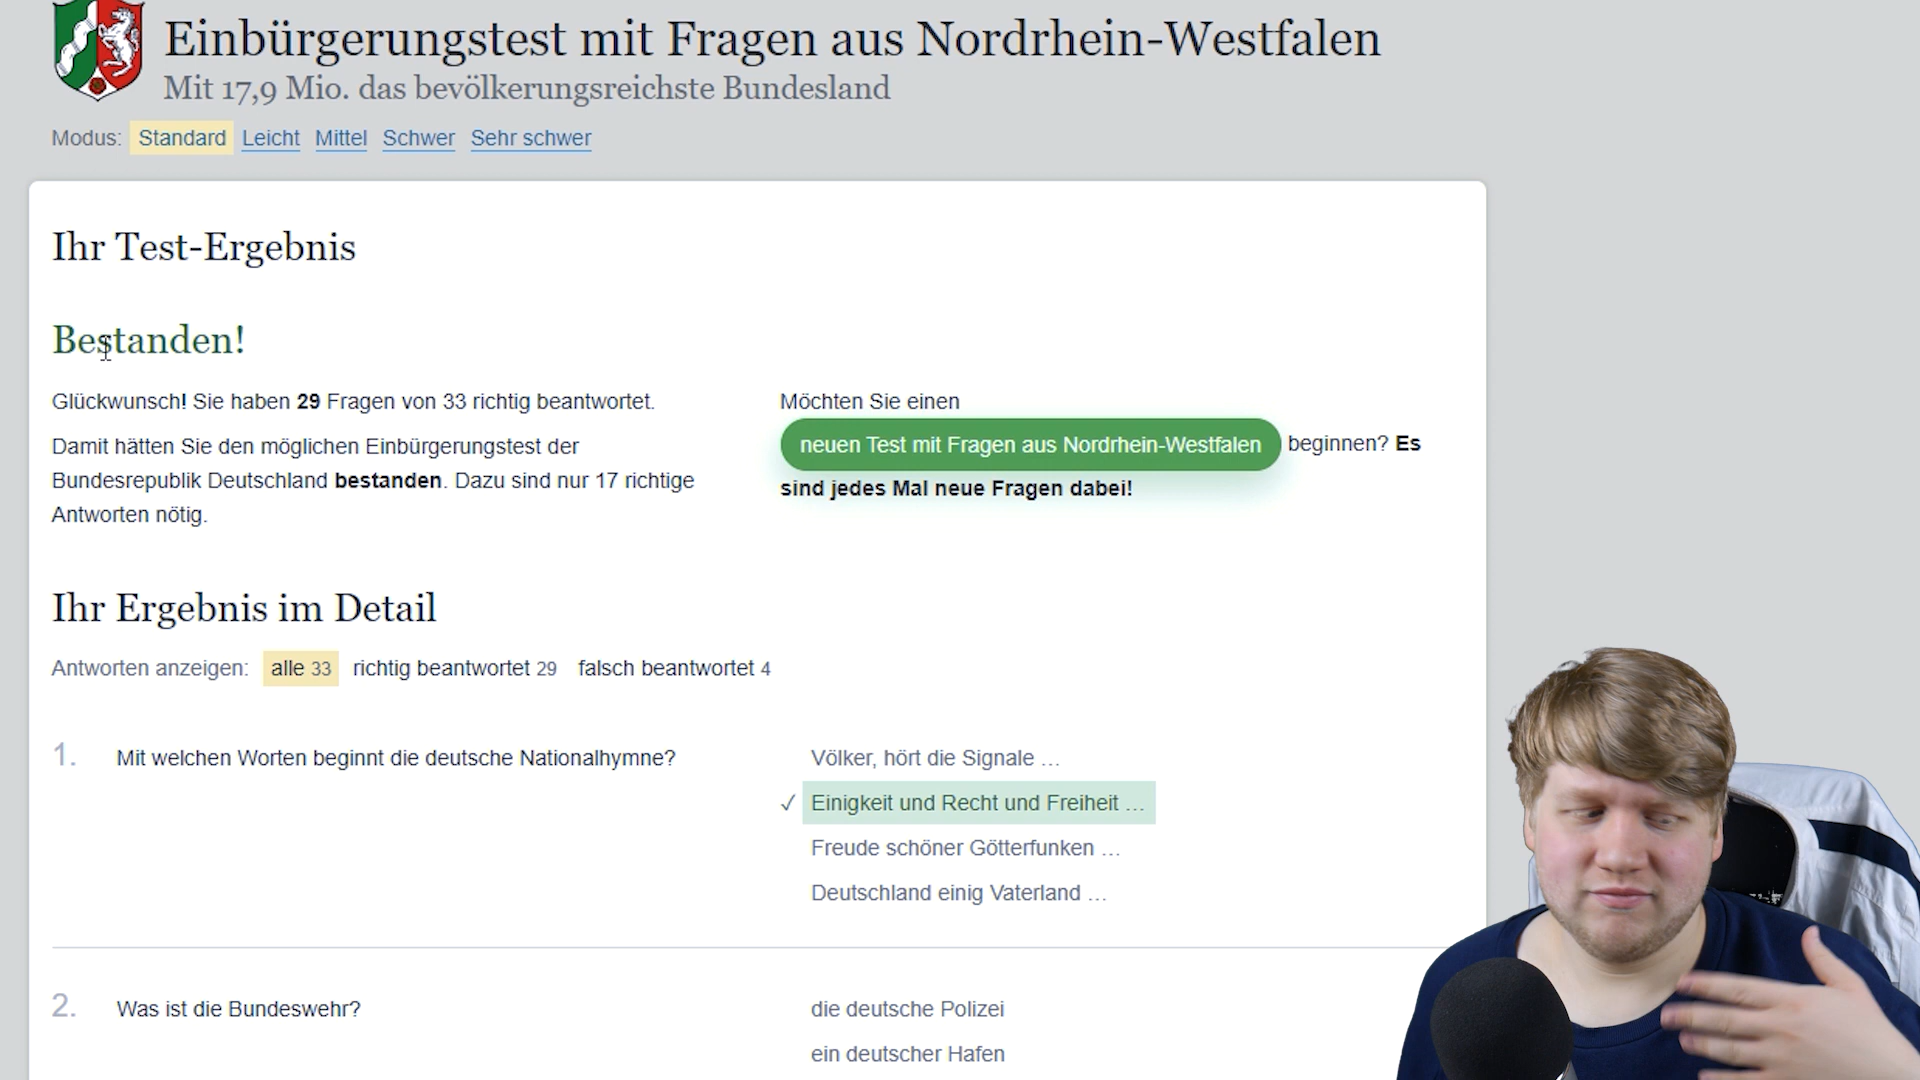 Einbürgerungstest mit Fragen aus Nordrhein-Westfalen
Mit 17,9 Mio. das bevölkerungsreichste Bundesland
Modus: Standard Leicht Mittel Schwer Sehr schwer
Ihr Test-Ergebnis
Bestanden!
Glückwunsch! Sie haben 29 Fragen von 33 richtig beantwortet.
Damit hätten Sie den möglichen Einbürgerungstest der
Bundesrepublik Deutschland bestanden. Dazu sind nur 17 richtige
Antworten nötig.
Möchten Sie einen
neuen Test mit Fragen aus Nordrhein-Westfalen beginnen? Es
sind jedes Mal neue Fragen dabei!
Ihr Ergebnis im Detail
Antworten anzeigen: alle 33 richtig beantwortet 29 falsch beantwortet 4
1. Mit welchen Worten beginnt die deutsche Nationalhymne?
Völker, hört die Signale …
✓ Einigkeit und Recht und Freiheit …
Freude schöner Götterfunken …
Deutschland einig Vaterland …
2. Was ist die Bundeswehr?
die deutsche Polizei
ein deutscher Hafen